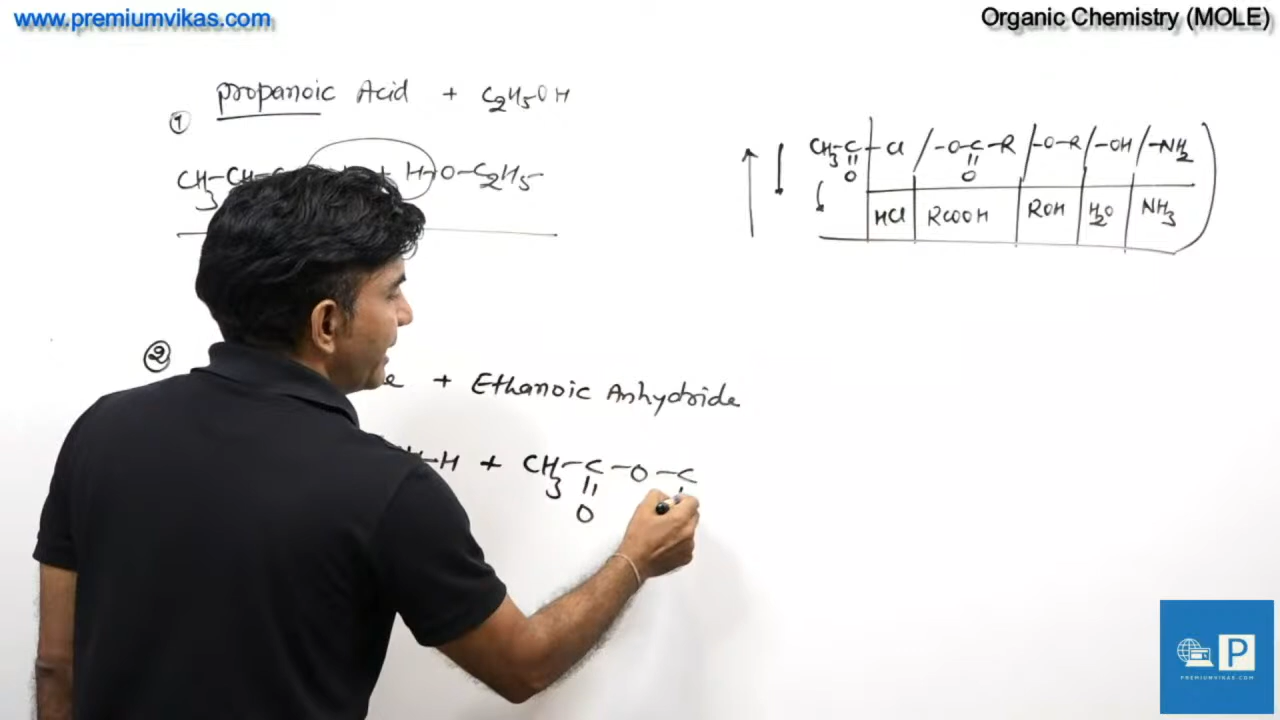 www.premiumvikas.com
Organic Chemistry (MOLE)
propanoic Acid + C2H5OH
①
CH3-CH + H-O-C2H5
CH3-C -Cl / -O-C-R / -O-R / -OH / -NH2
O O
HCl RCOOH ROH H2O NH3
②
+ Ethanoic Anhydride
-H + CH3-C-O-C
O
P
PREMIUMVIKAS.COM